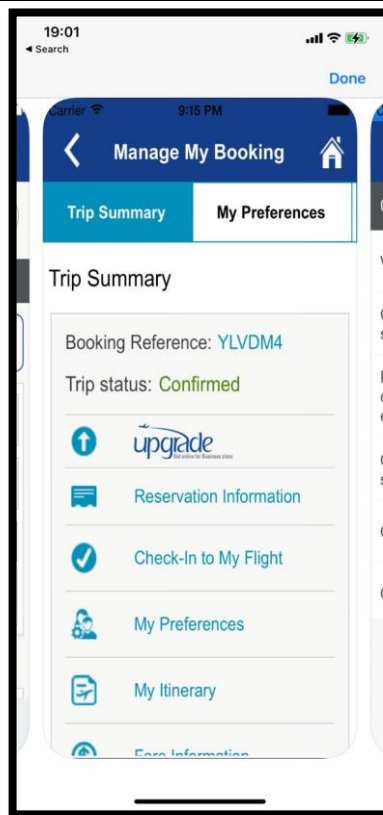 19:01
◂ Search
Done
Carrier 9:15 PM
Manage My Booking
Trip Summary My Preferences
Trip Summary
Booking Reference: YLVDM4
Trip status: Confirmed
upgrade
Bid online for Business class
Reservation Information
Check-In to My Flight
My Preferences
My Itinerary
Fare Information